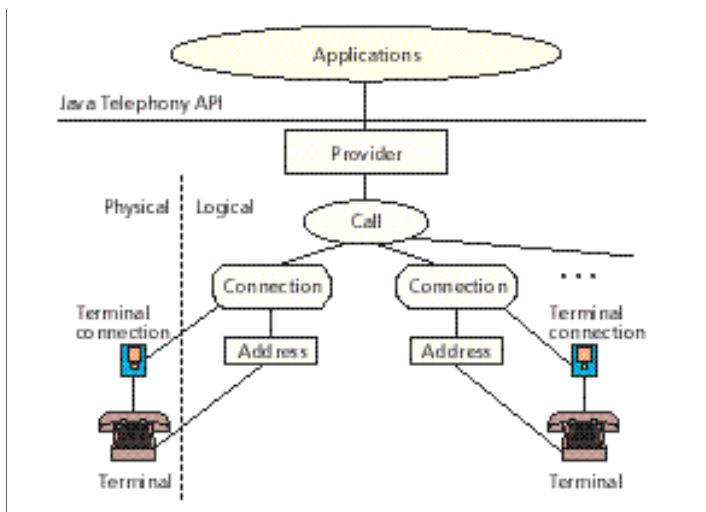 Applications
Java Telephony API
Provider
Physical
Logical
Call
Connection
Connection
...
Terminal
connection
Terminal
connection
Address
Address
Terminal
Terminal